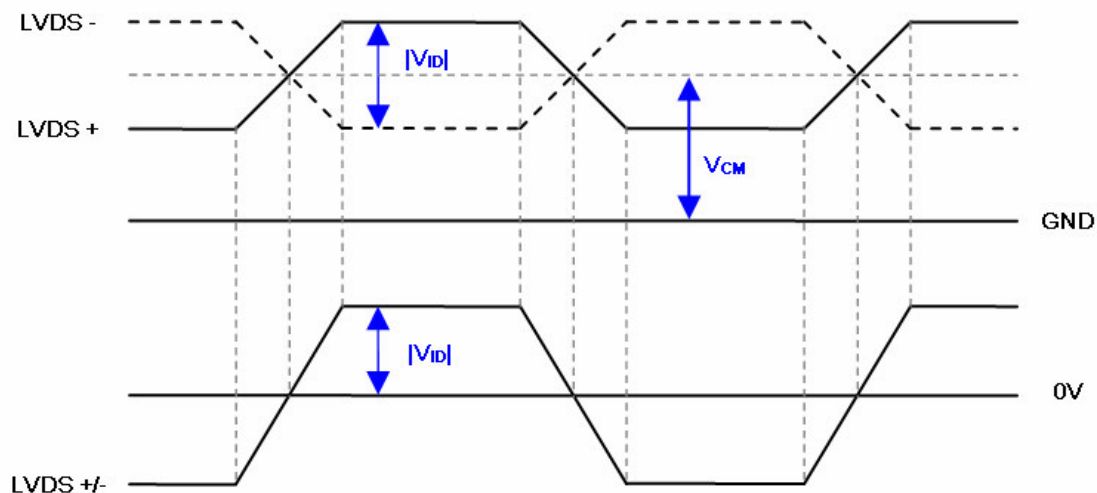 LVDS -
|VID|
LVDS +
VCM
GND
|VID|
0V
LVDS +/-